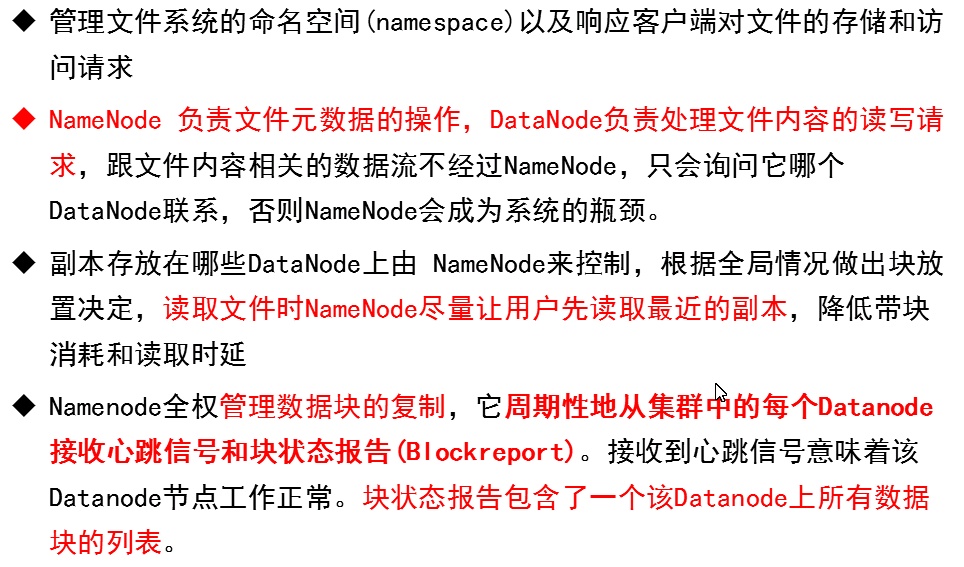 ◆ 管理文件系统的命名空间(namespace)以及响应客户端对文件的存储和访
问请求
◆ NameNode 负责文件元数据的操作，DataNode负责处理文件内容的读写请
求，跟文件内容相关的数据流不经过NameNode，只会询问它哪个
DataNode联系，否则NameNode会成为系统的瓶颈。
◆ 副本存放在哪些DataNode上由 NameNode来控制，根据全局情况做出块放
置决定，读取文件时NameNode尽量让用户先读取最近的副本，降低带块
消耗和读取时延
◆ Namenode全权管理数据块的复制，它周期性地从集群中的每个Datanode
接收心跳信号和块状态报告(Blockreport)。接收到心跳信号意味着该
Datanode节点工作正常。块状态报告包含了一个该Datanode上所有数据
块的列表。